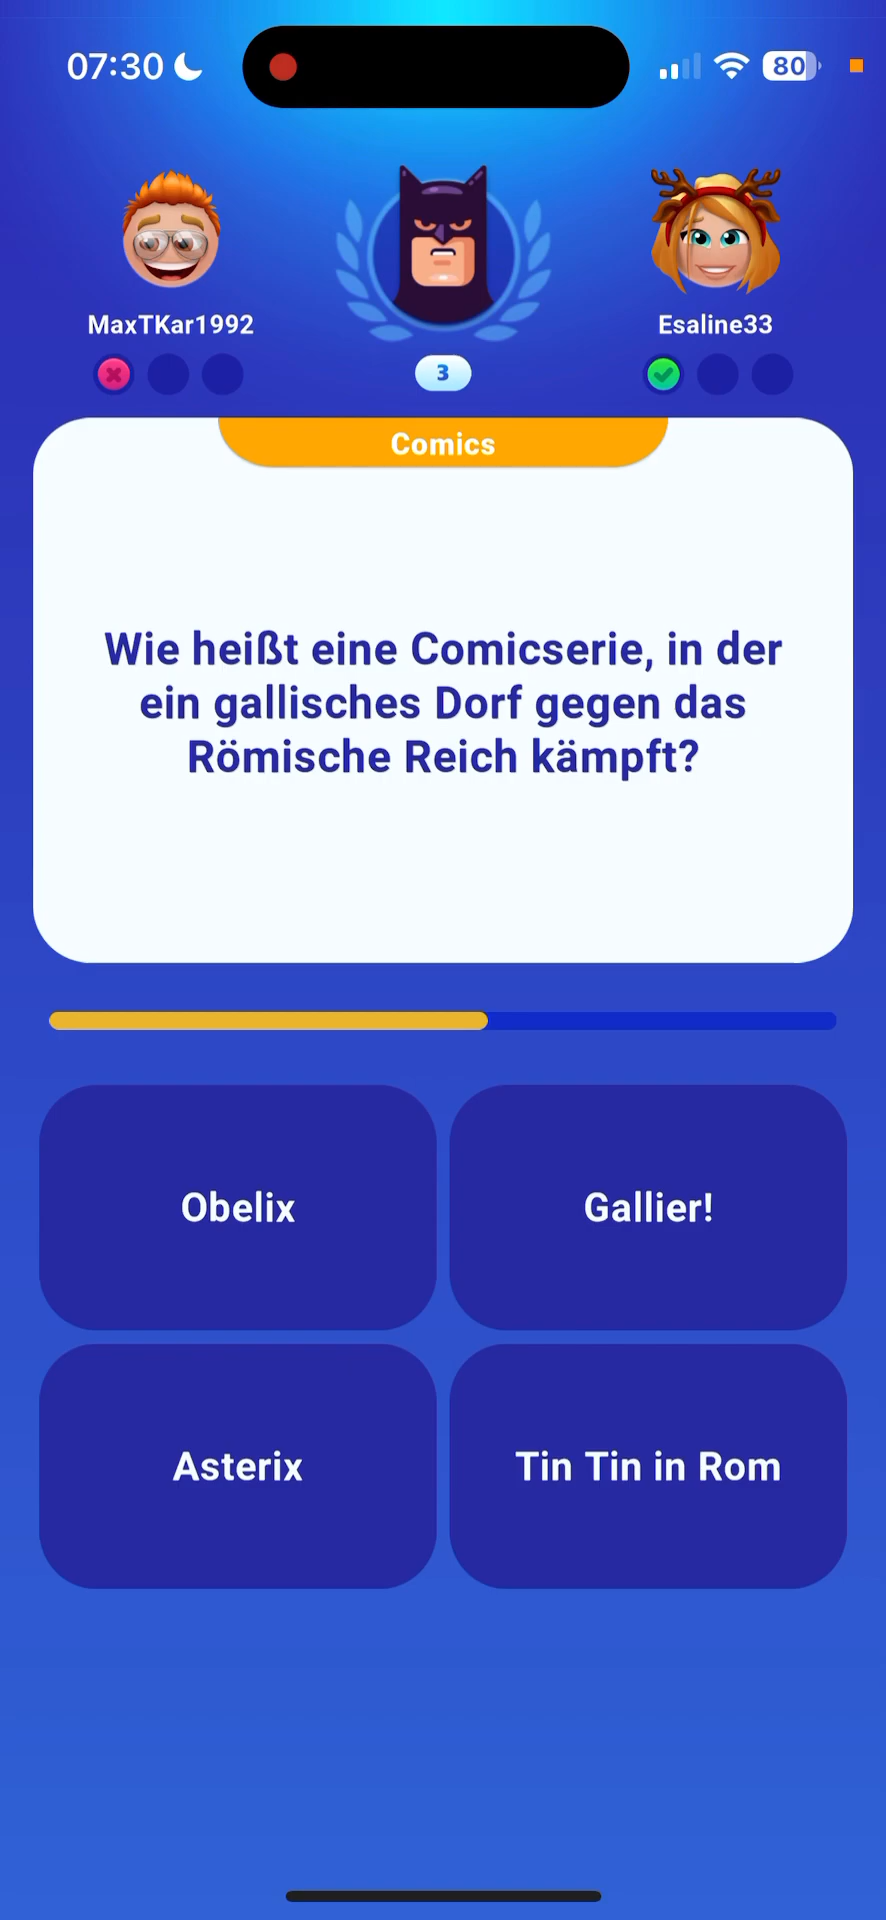 07:30
80
MaxTKar1992
Esaline33
3
Comics
Wie heißt eine Comicserie, in der
ein gallisches Dorf gegen das
Römische Reich kämpft?
Obelix
Gallier!
Asterix
Tin Tin in Rom